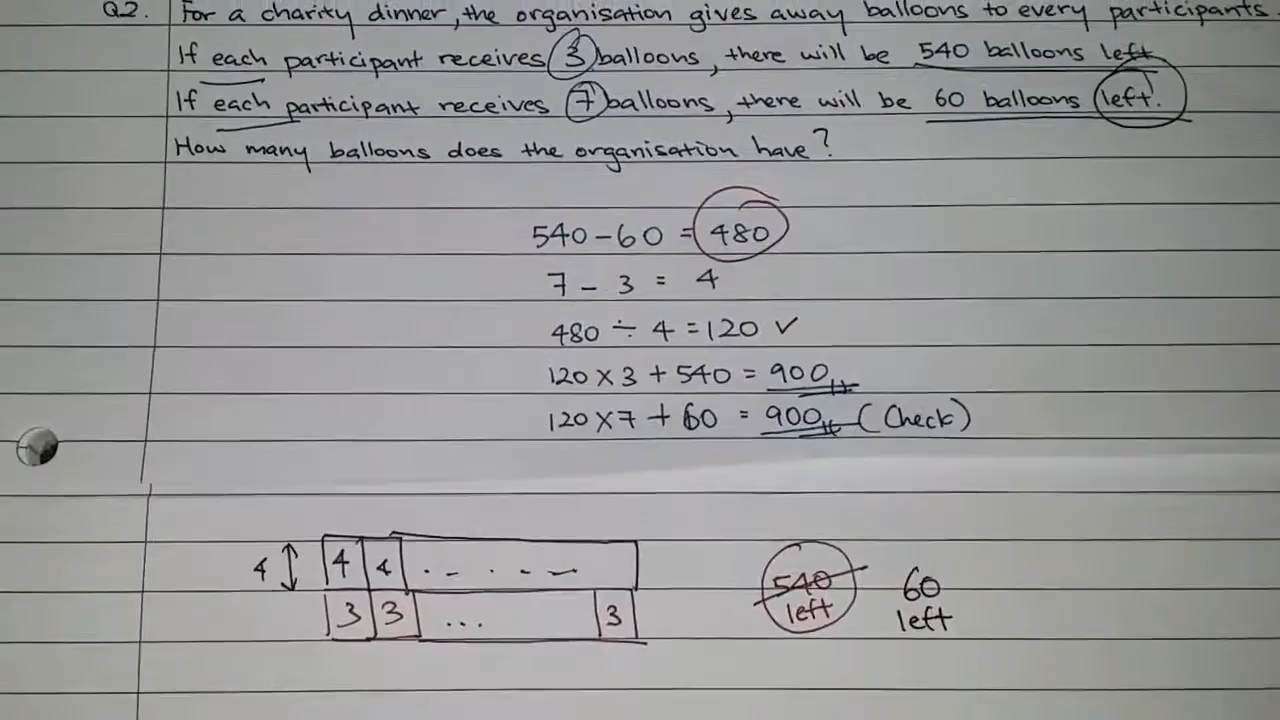 Q2. For a charity dinner, the organisation gives away balloons to every participants.
If each participant receives 3 balloons, there will be 540 balloons left
If each participant receives 7 balloons, there will be 60 balloons left.
How many balloons does the organisation have?
540 - 60 = 480
7 - 3 = 4
480 ÷ 4 = 120 ✓
120 × 3 + 540 = 900
120 × 7 + 60 = 900 (Check)
4 4 4 . - . - —
3 3 ... 3
540 left
60 left